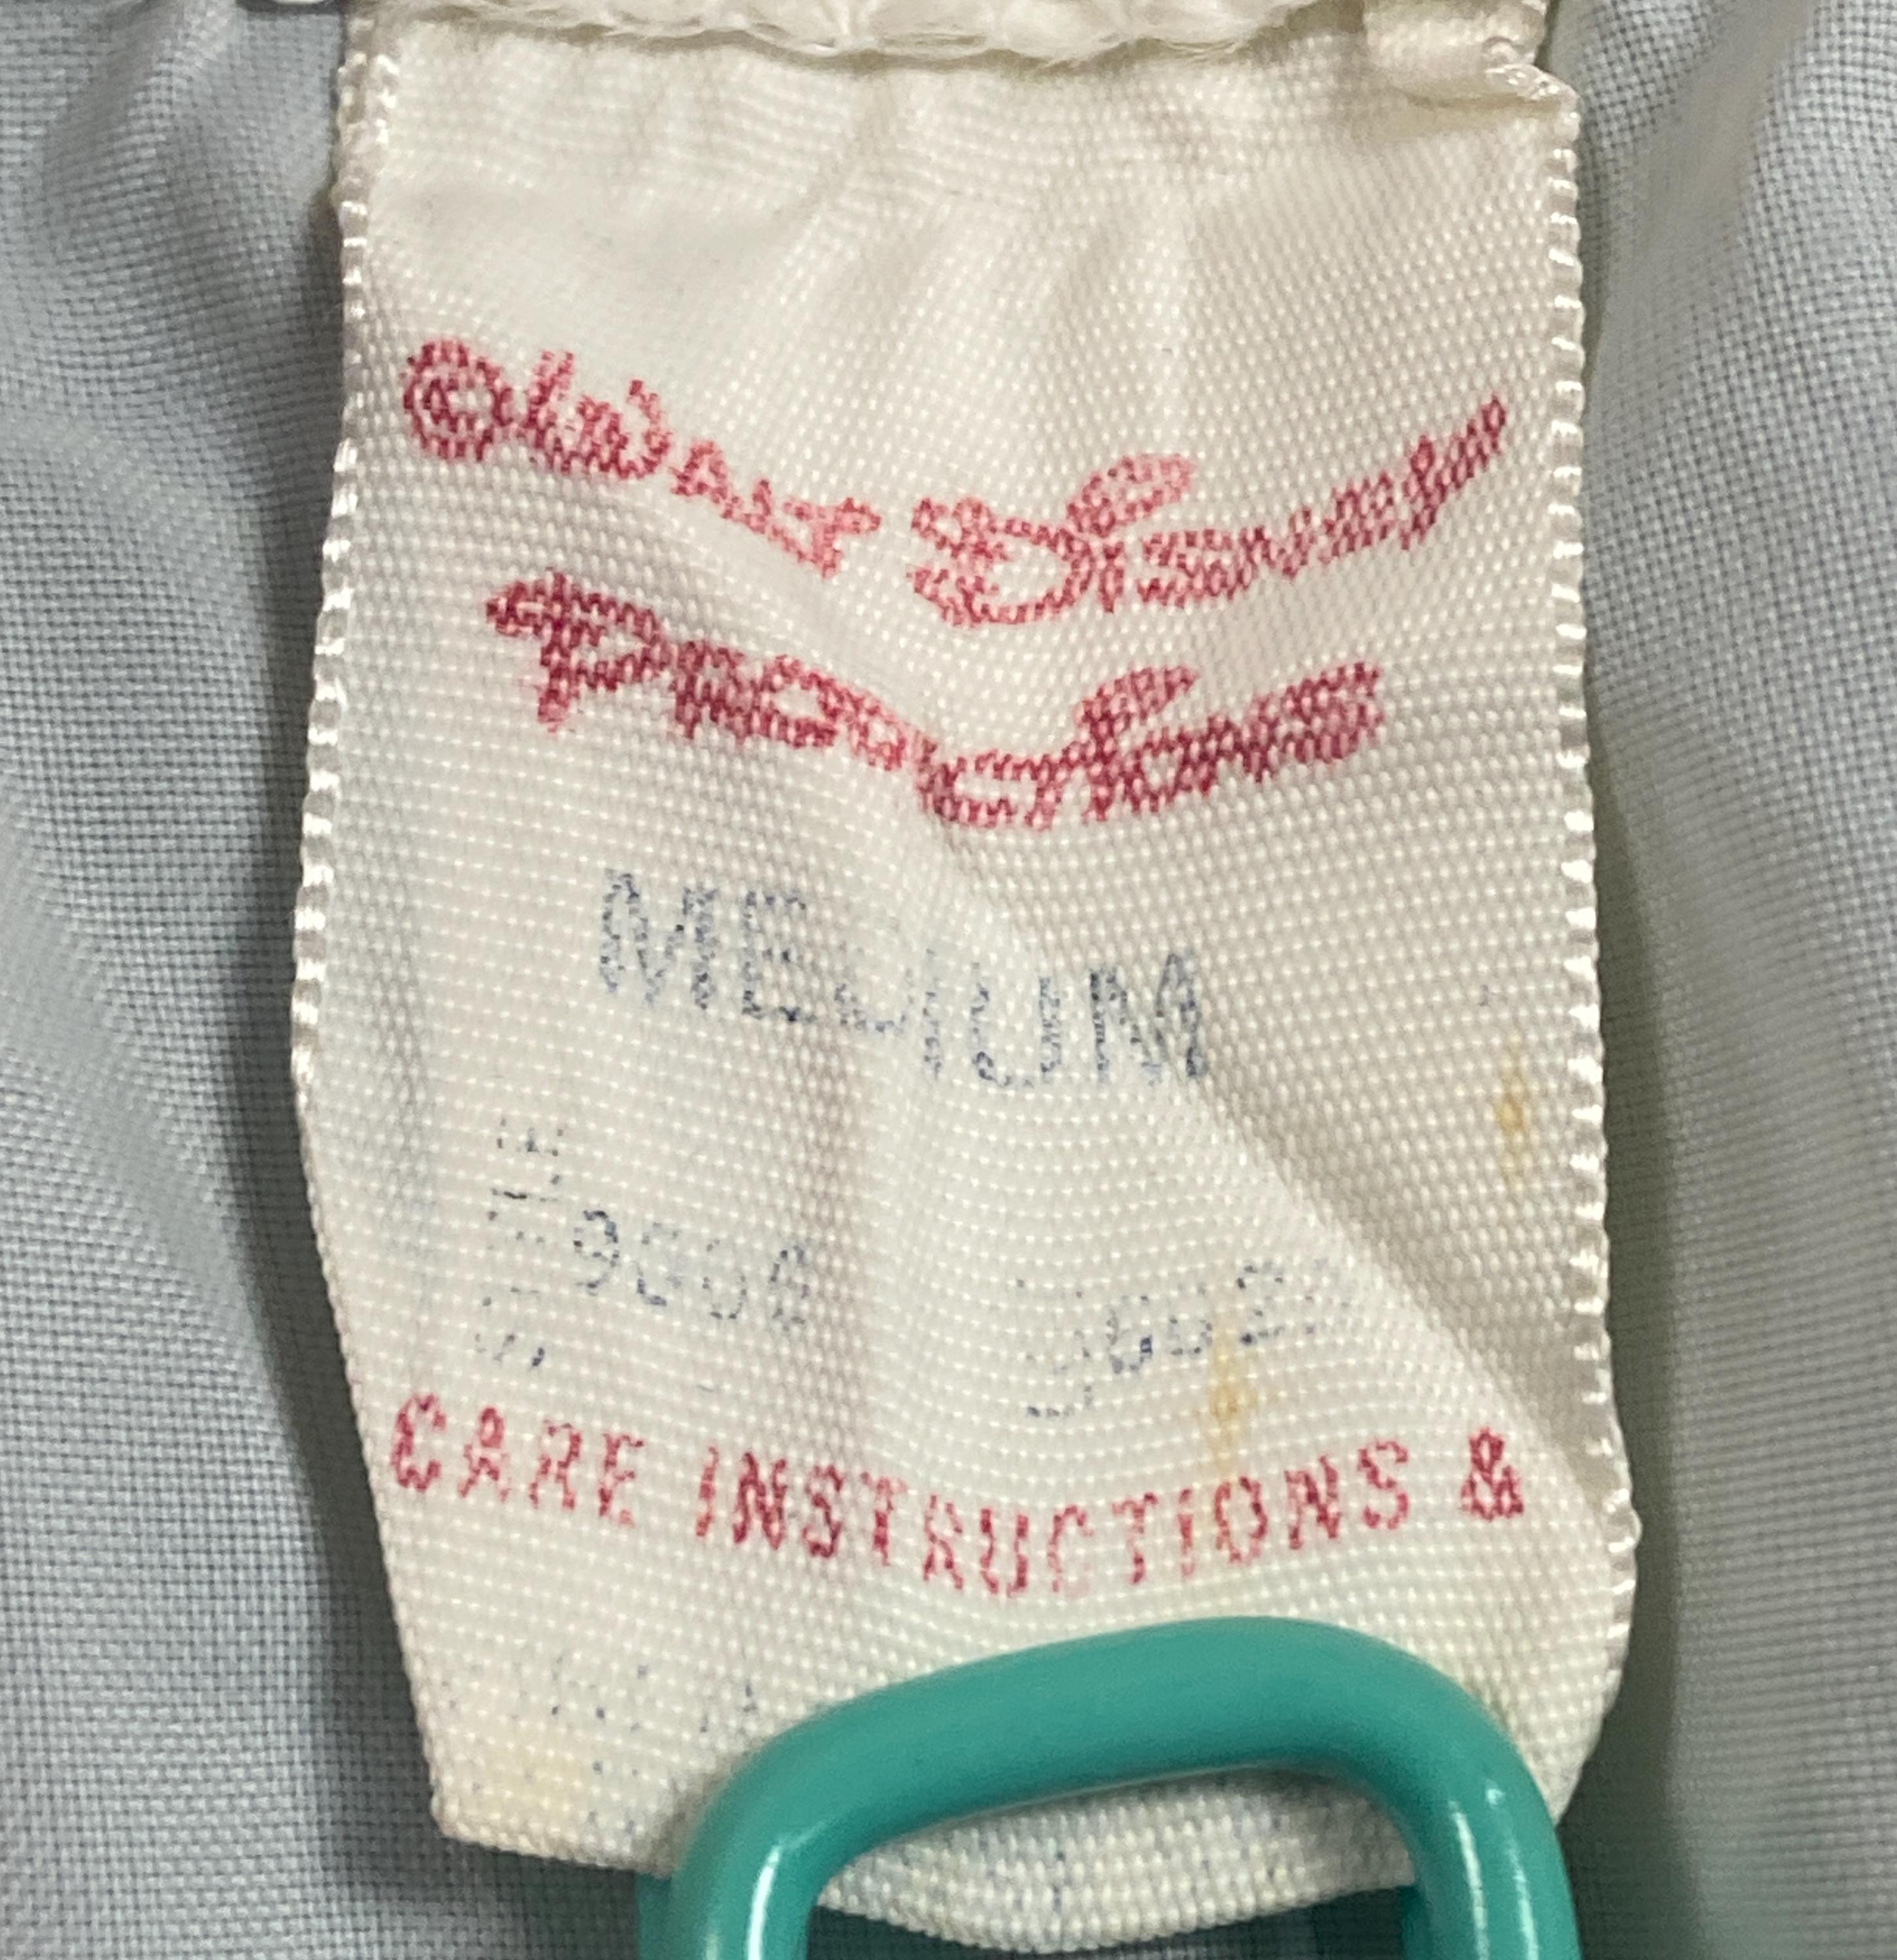 ©Walt Disney
Productions
MEDIUM
CARE INSTRUCTIONS &